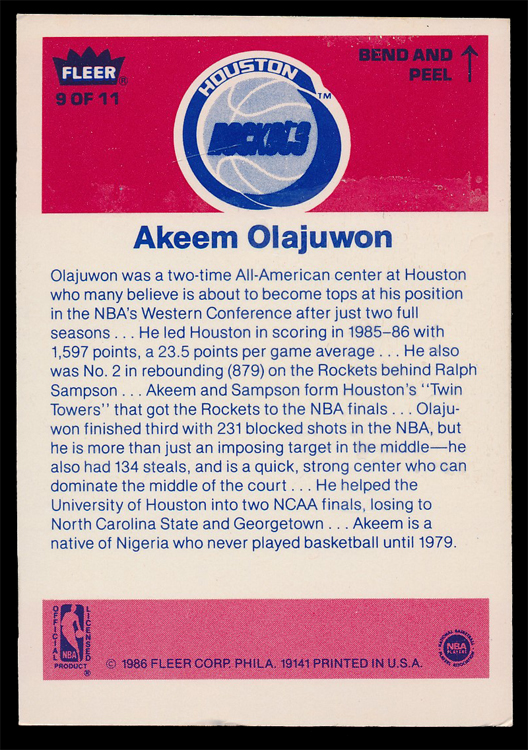 FLEER®
9 OF 11
HOUSTON
ROCKETS
TM
BEND AND
PEEL
Akeem Olajuwon
Olajuwon was a two-time All-American center at Houston
who many believe is about to become tops at his position
in the NBA's Western Conference after just two full
seasons . . . He led Houston in scoring in 1985–86 with
1,597 points, a 23.5 points per game average . . . He also
was No. 2 in rebounding (879) on the Rockets behind Ralph
Sampson . . . Akeem and Sampson form Houston's ''Twin
Towers'' that got the Rockets to the NBA finals . . . Olaju-
won finished third with 231 blocked shots in the NBA, but
he is more than just an imposing target in the middle—he
also had 134 steals, and is a quick, strong center who can
dominate the middle of the court . . . He helped the
University of Houston into two NCAA finals, losing to
North Carolina State and Georgetown . . . Akeem is a
native of Nigeria who never played basketball until 1979.
OFFICIAL
LICENSED
NBA
PRODUCT
®
© 1986 FLEER CORP. PHILA. 19141 PRINTED IN U.S.A.
NATIONAL BASKETBALL
NBA
PLAYERS
PLAYERS ASSOCIATION